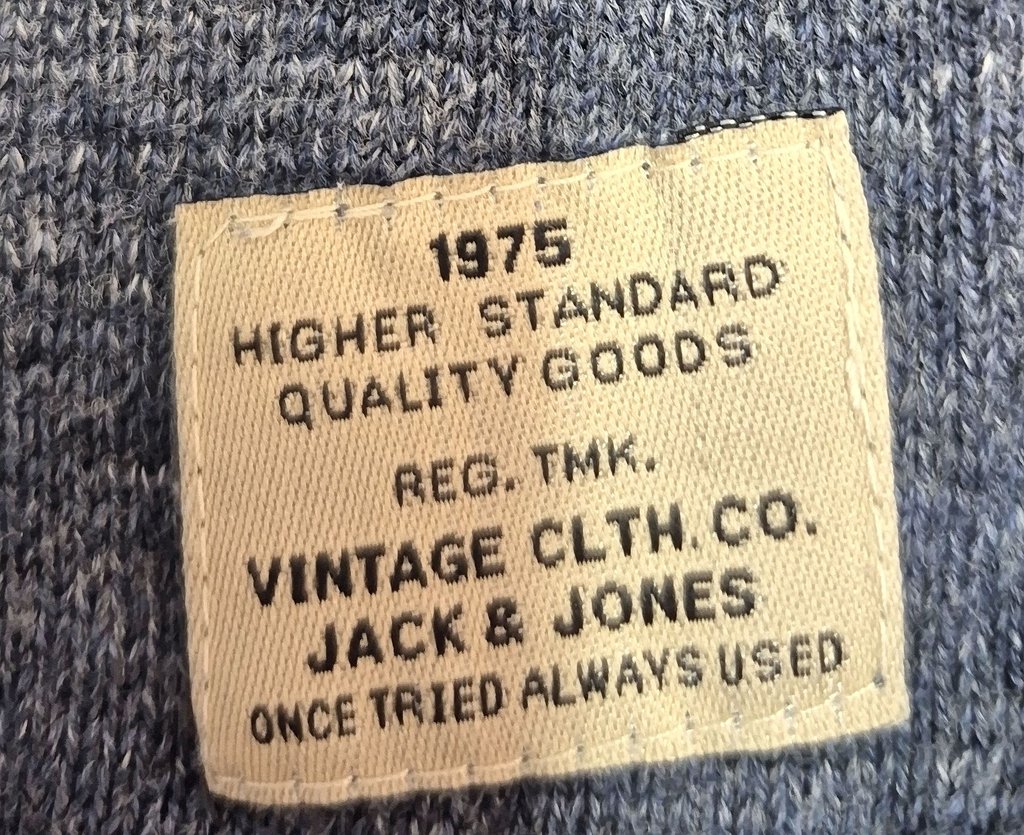 1975
HIGHER STANDARD
QUALITY GOODS
REG. TMK.
VINTAGE CLTH. CO.
JACK & JONES
ONCE TRIED ALWAYS USED